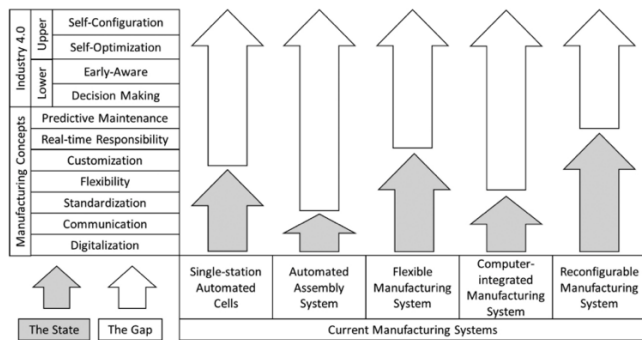 Industry 4.0
Upper
Self-Configuration
Self-Optimization
Lower
Early-Aware
Decision Making
Manufacturing Concepts
Predictive Maintenance
Real-time Responsibility
Customization
Flexibility
Standardization
Communication
Digitalization
Single-station
Automated
Cells
Automated
Assembly
System
Flexible
Manufacturing
System
Computer-
integrated
Manufacturing
System
Reconfigurable
Manufacturing
System
The State
The Gap
Current Manufacturing Systems